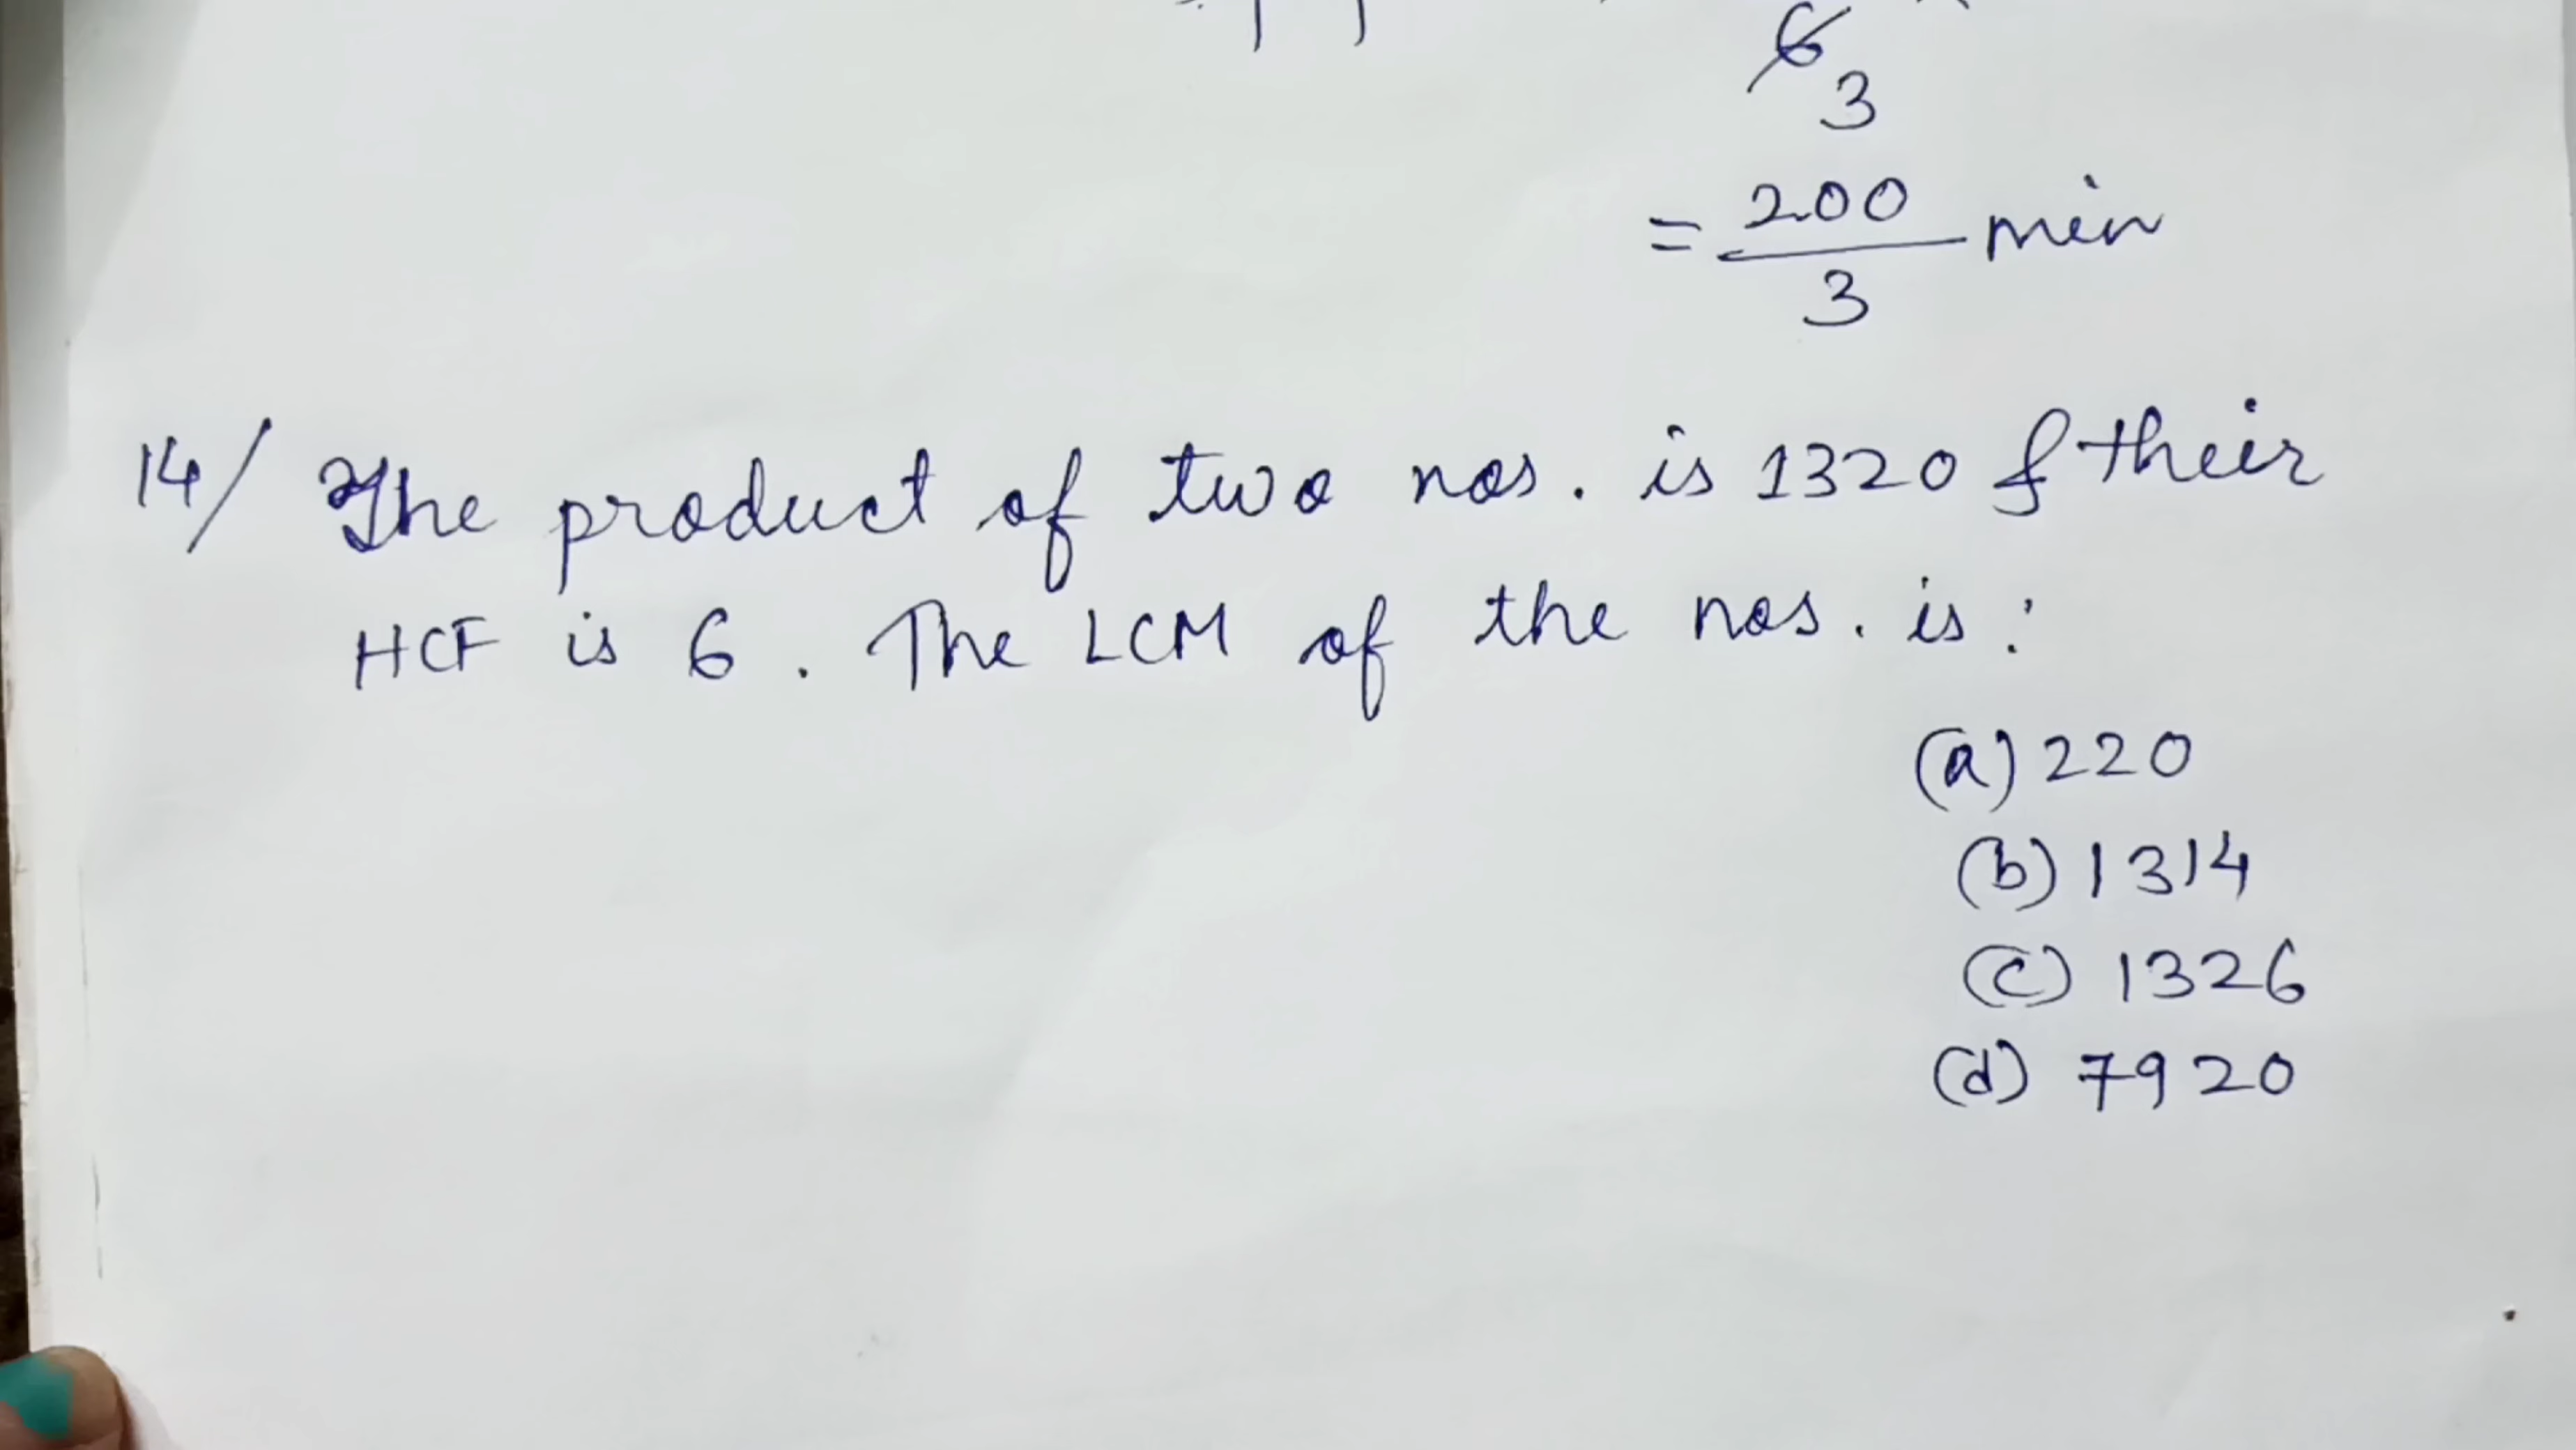 6
3
= 200/3 min
14/ The product of two nos. is 1320 & their
HCF is 6. The LCM of the nos. is:
(a) 220
(b) 1314
(c) 1326
(d) 7920